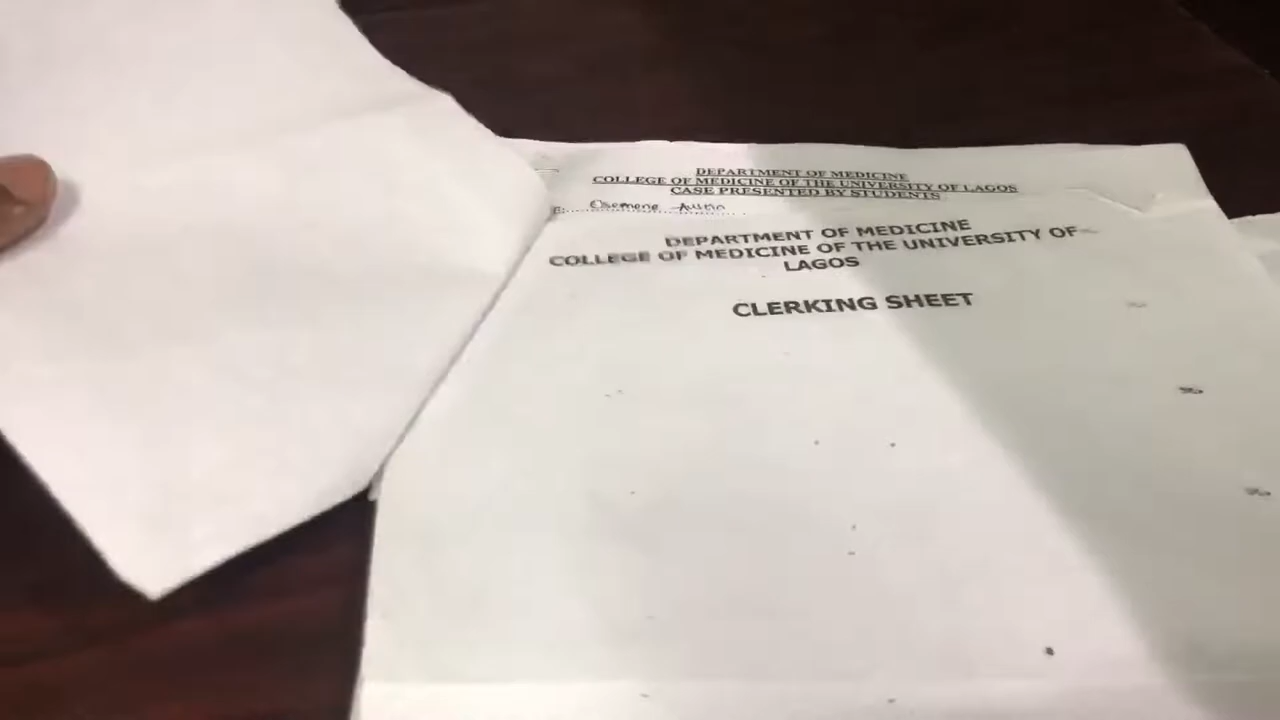 DEPARTMENT OF MEDICINE
COLLEGE OF MEDICINE OF THE UNIVERSITY OF LAGOS
CASE PRESENTED BY STUDENTS
DEPARTMENT OF MEDICINE
COLLEGE OF MEDICINE OF THE UNIVERSITY OF
LAGOS
CLERKING SHEET